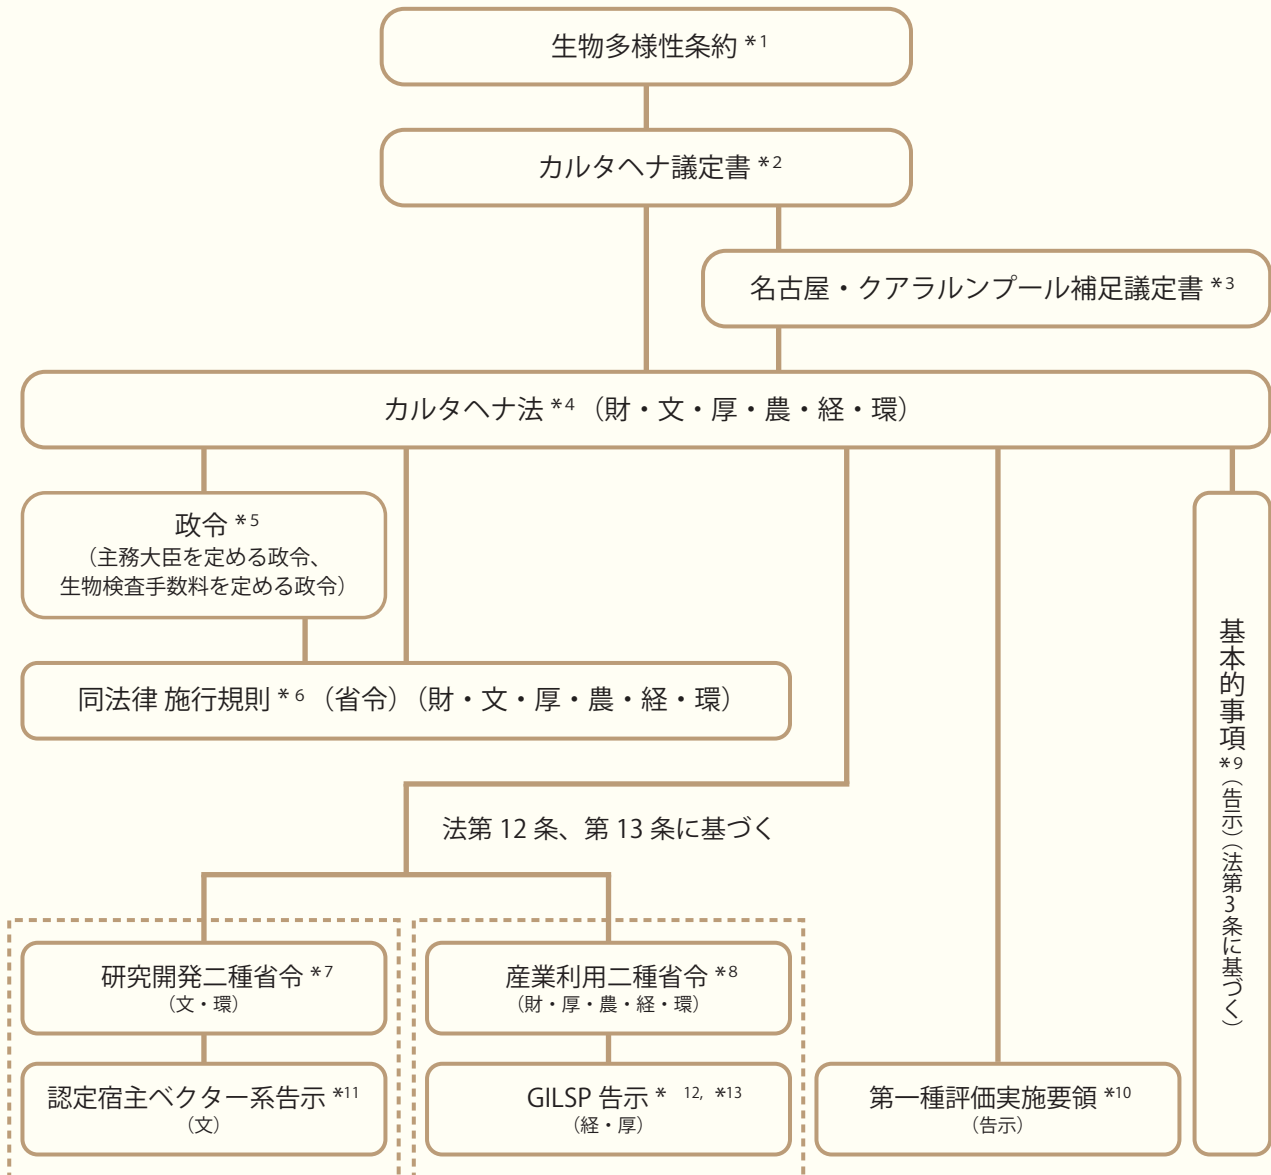 生物多様性条約 *1
カルタヘナ議定書 *2
名古屋・クアラルンプール補足議定書 *3
カルタヘナ法 *4 （財・文・厚・農・経・環）
政令 *5
（主務大臣を定める政令、
生物検査手数料を定める政令）
同法律 施行規則 *6 （省令）（財・文・厚・農・経・環）
基本的事項 *9 （告示）（法第3条に基づく）
法第 12 条、第 13 条に基づく
研究開発二種省令 *7
（文・環）
産業利用二種省令 *8
（財・厚・農・経・環）
認定宿主ベクター系告示 *11
（文）
GILSP 告示 * 12, *13
（経・厚）
第一種評価実施要領 *10
（告示）